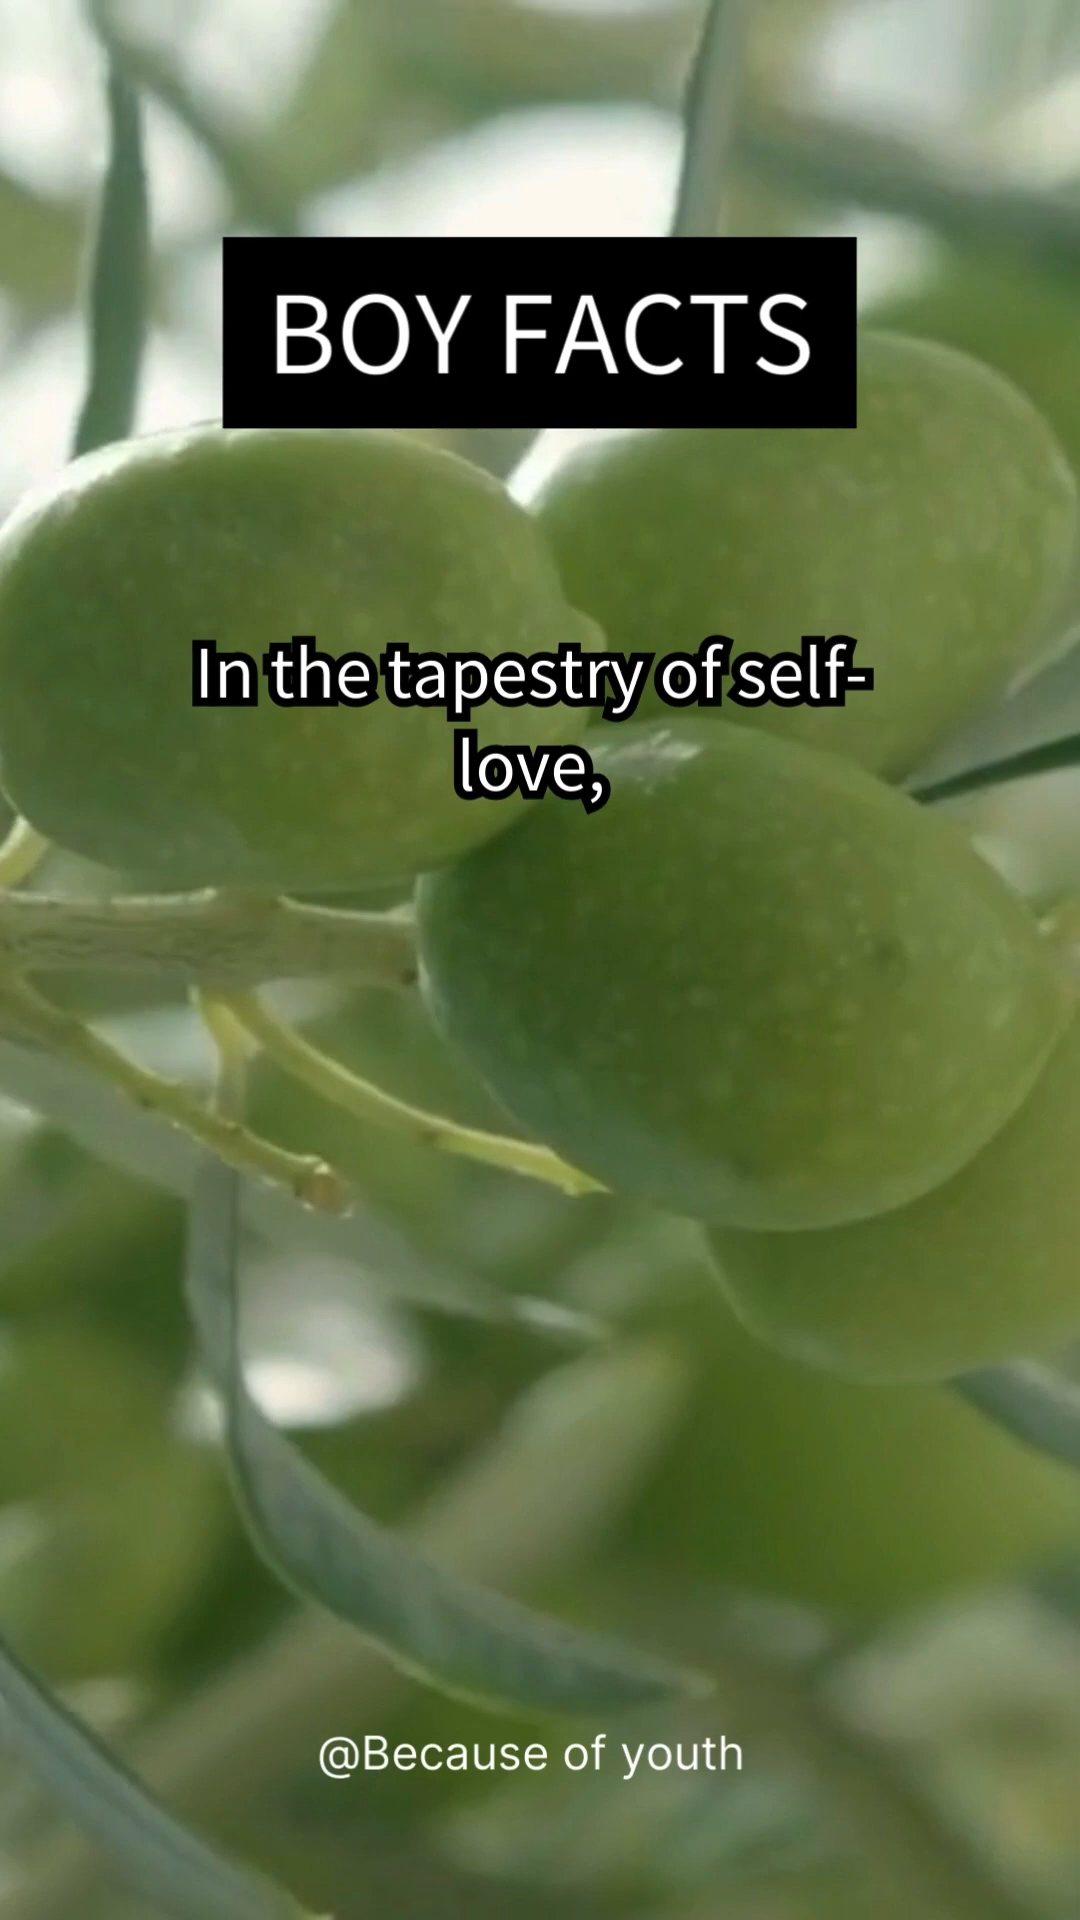 BOY FACTS
In the tapestry of self-
love,
@Because of youth